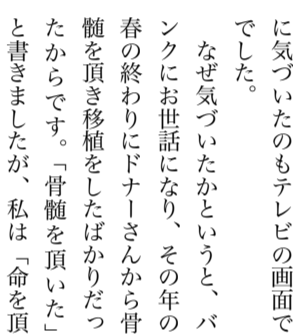 に気づいたのもテレビの画面で
でした。
なぜ気づいたかというと、バ
ンクにお世話になり、その年の
春の終わりにドナーさんから骨
髄を頂き移植をしたばかりだっ
たからです。「骨髄を頂いた」
と書きましたが、私は「命を頂